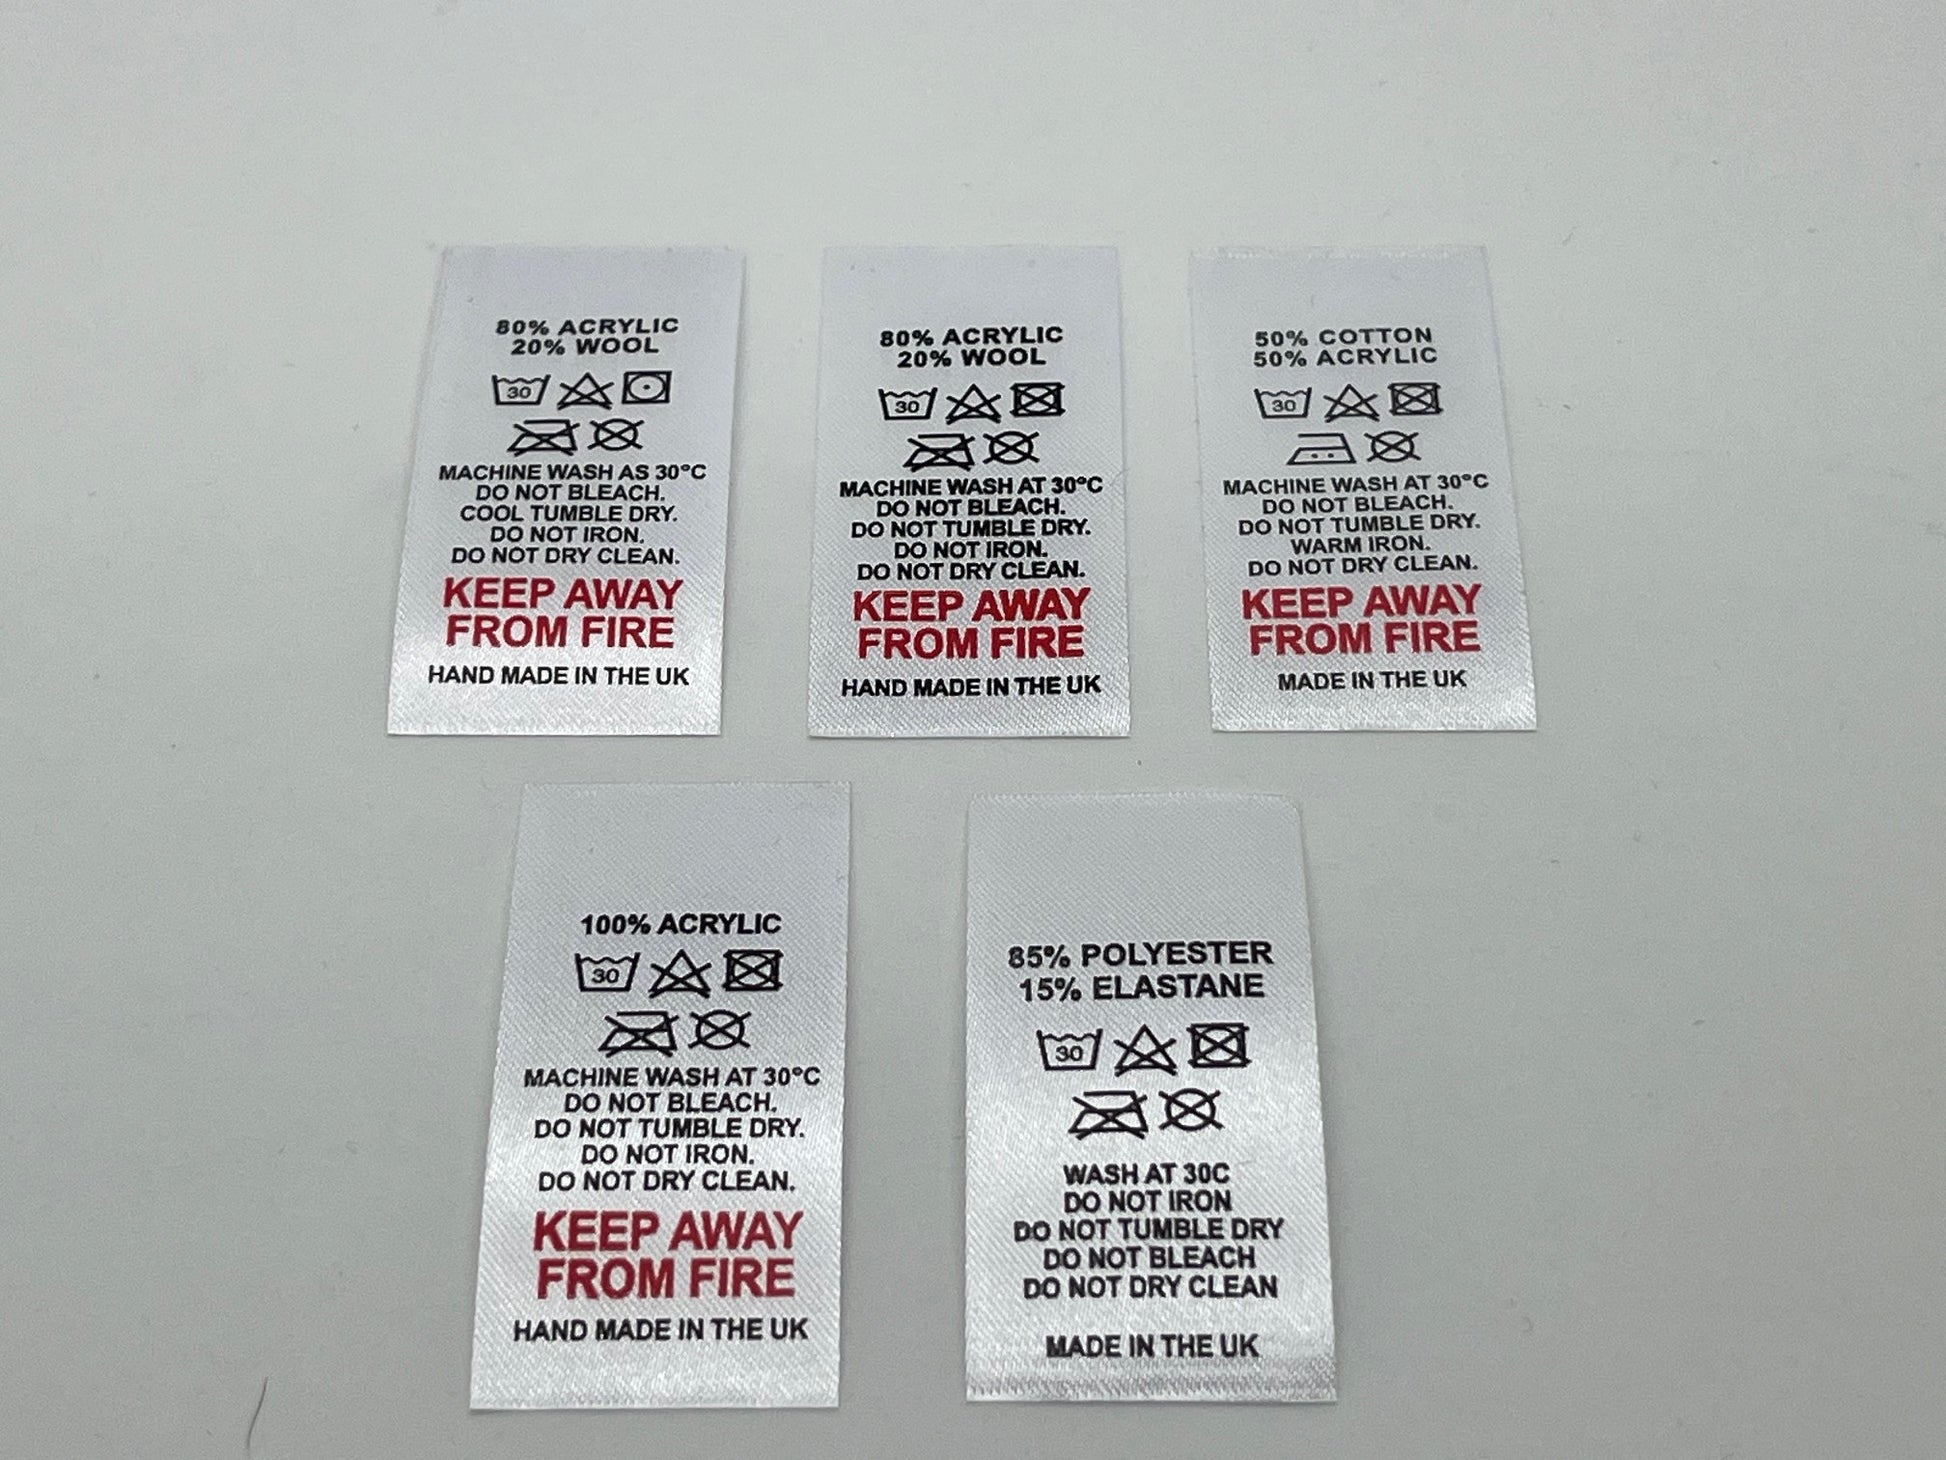 80% ACRYLIC
20% WOOL
30
MACHINE WASH AS 30°C
DO NOT BLEACH.
COOL TUMBLE DRY.
DO NOT IRON.
DO NOT DRY CLEAN.
KEEP AWAY
FROM FIRE
HAND MADE IN THE UK
80% ACRYLIC
20% WOOL
30
MACHINE WASH AT 30°C
DO NOT BLEACH.
DO NOT TUMBLE DRY.
DO NOT IRON.
DO NOT DRY CLEAN.
KEEP AWAY
FROM FIRE
HAND MADE IN THE UK
50% COTTON
50% ACRYLIC
30
MACHINE WASH AT 30°C
DO NOT BLEACH.
DO NOT TUMBLE DRY.
WARM IRON.
DO NOT DRY CLEAN.
KEEP AWAY
FROM FIRE
MADE IN THE UK
100% ACRYLIC
30
MACHINE WASH AT 30°C
DO NOT BLEACH.
DO NOT TUMBLE DRY.
DO NOT IRON.
DO NOT DRY CLEAN.
KEEP AWAY
FROM FIRE
HAND MADE IN THE UK
85% POLYESTER
15% ELASTANE
30
WASH AT 30C
DO NOT IRON
DO NOT TUMBLE DRY
DO NOT BLEACH
DO NOT DRY CLEAN
MADE IN THE UK